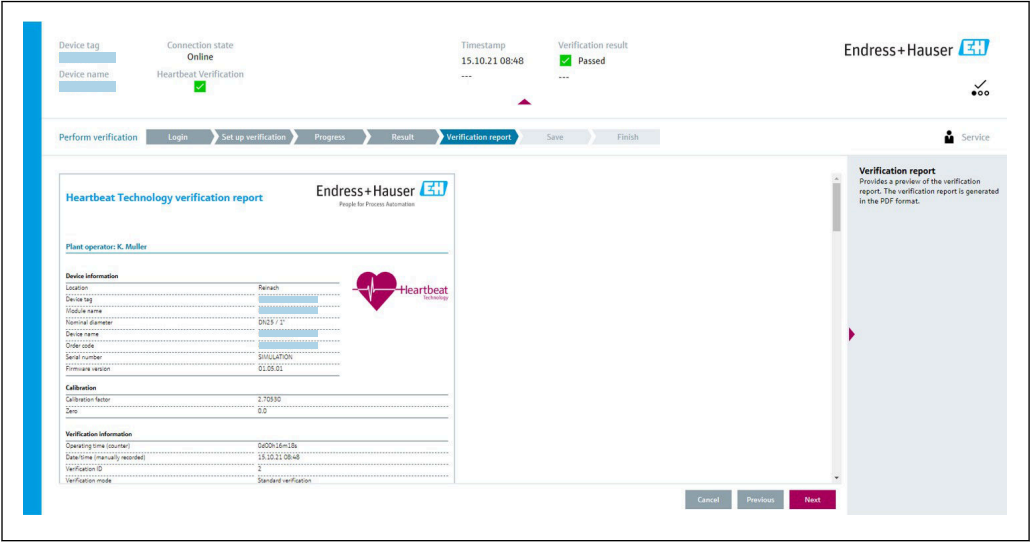 Device tag Connection state Timestamp Verification result
Online 15.10.21 08:48 Passed
Device name Heartbeat Verification --- ---
Endress+Hauser EH
Perform verification Login Set up verification Progress Result Verification report Save Finish Service
Heartbeat Technology verification report
Endress+Hauser EH
People for Process Automation
Plant operator: K. Muller
Device information
Location Reinach
Device tag
Module name
Nominal diameter DN25 / 1"
Device name
Order code
Serial number SIMULATION
Firmware version 01.05.01
Heartbeat
Technology
Calibration
Calibration factor 2.70530
Zero 0.0
Verification information
Operating time (counter) 0d00h16m18s
Date/time (manually recorded) 15.10.21 08:48
Verification ID 2
Verification mode Standard verification
Verification report
Provides a preview of the verification
report. The verification report is generated
in the PDF format.
Cancel Previous Next